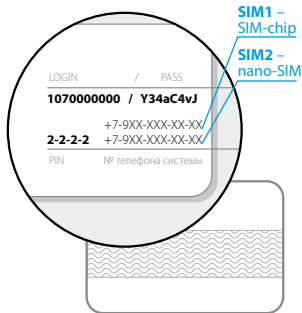 SIM1 –
SIM-chip
SIM2 –
nano-SIM
LOGIN / PASS
1070000000 / Y34aC4vJ
+7-9XX-XXX-XX-XX
2-2-2-2 +7-9XX-XXX-XX-XX
PIN № телефона системы